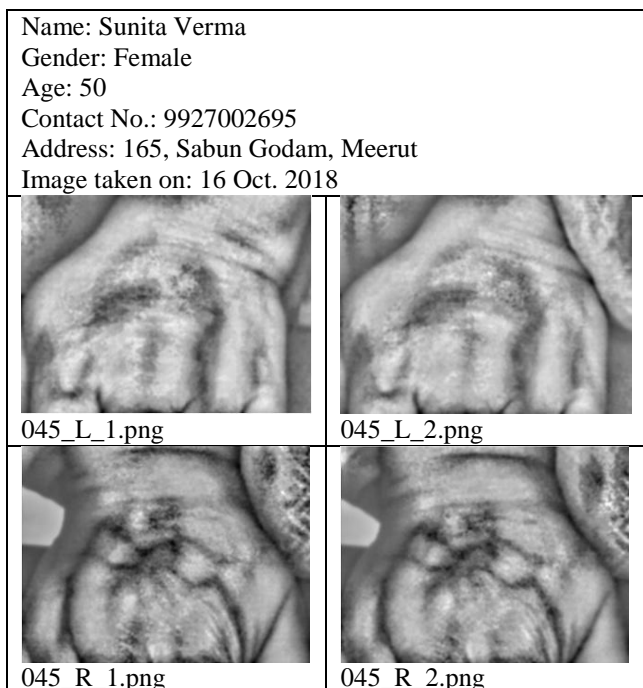 Name: Sunita Verma
Gender: Female
Age: 50
Contact No.: 9927002695
Address: 165, Sabun Godam, Meerut
Image taken on: 16 Oct. 2018
045_L_1.png
045_L_2.png
045_R_1.png
045_R_2.png